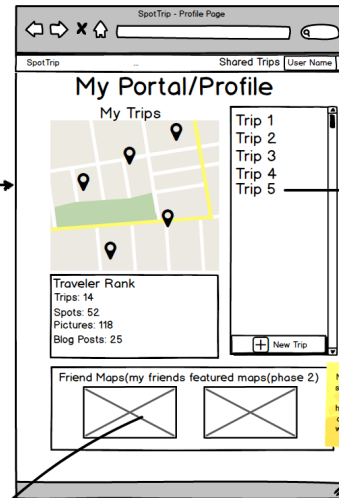 SpotTrip - Profile Page
SpotTrip .. Shared Trips User Name
My Portal/Profile
My Trips
Trip 1
Trip 2
Trip 3
Trip 4
Trip 5
New Trip
Traveler Rank
Trips: 14
Spots: 52
Pictures: 118
Blog Posts: 25
Friend Maps(my friends featured maps(phase 2)